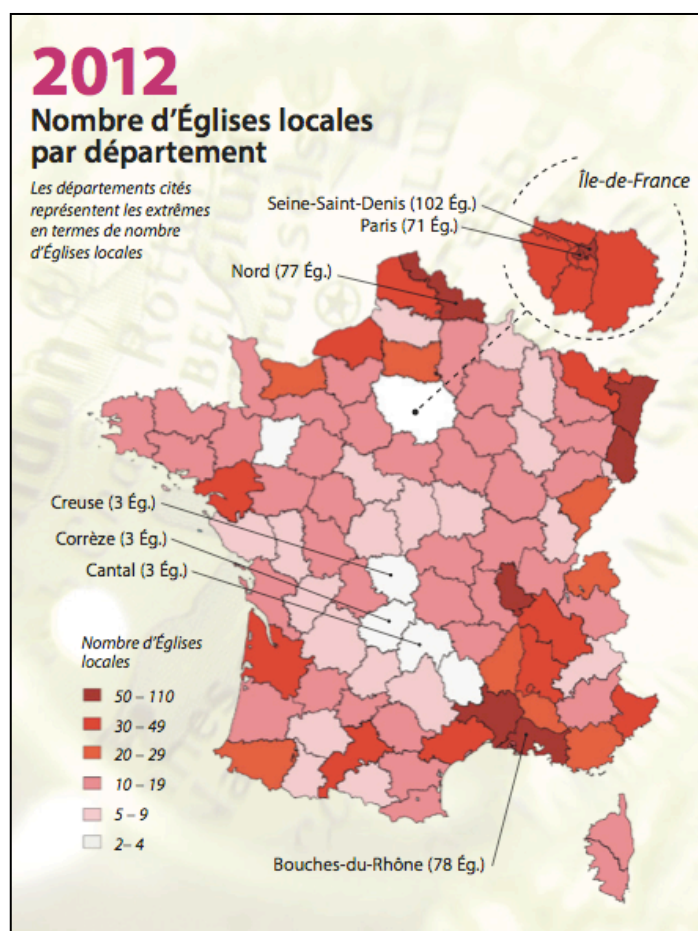 2012
Nombre d'Églises locales
par département
Les départements cités
représentent les extrêmes
en termes de nombre
d'Églises locales
Île-de-France
Seine-Saint-Denis (102 Ég.)
Paris (71 Ég.)
Nord (77 Ég.)
Creuse (3 Ég.)
Corrèze (3 Ég.)
Cantal (3 Ég.)
Nombre d'Églises
locales
50 – 110
30 – 49
20 – 29
10 – 19
5 – 9
2 – 4
Bouches-du-Rhône (78 Ég.)